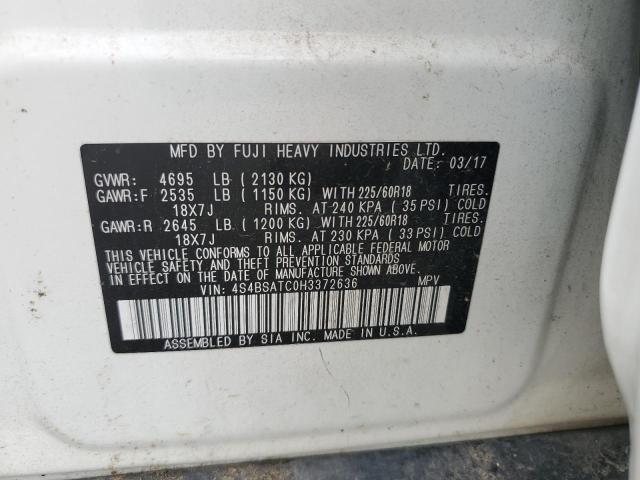 MFD BY FUJI HEAVY INDUSTRIES LTD.
DATE: 03/17
GVWR: 4695 LB ( 2130 KG)
GAWR:F 2535 LB ( 1150 KG) WITH 225/60R18 TIRES.
18X7J RIMS. AT 240 KPA ( 35 PSI) COLD
GAWR:R 2645 LB ( 1200 KG) WITH 225/60R18 TIRES.
18X7J RIMS. AT 230 KPA ( 33 PSI) COLD
THIS VEHICLE CONFORMS TO ALL APPLICABLE FEDERAL MOTOR
VEHICLE SAFETY AND THEFT PREVENTION STANDARDS
IN EFFECT ON THE DATE OF MANUFACTURE SHOWN ABOVE.
VIN: 4S4BSATC0H3372636 MPV
ASSEMBLED BY SIA INC. IN U.S.A.